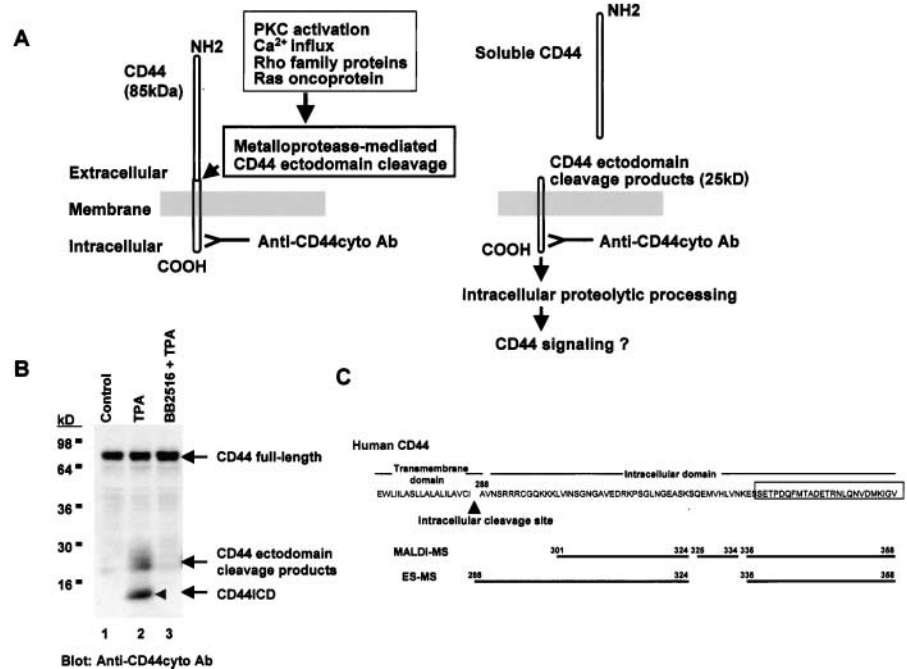 A
NH2
CD44
(85kDa)
PKC activation
Ca2+ influx
Rho family proteins
Ras oncoprotein
Metalloprotease-mediated
CD44 ectodomain cleavage
Extracellular
Membrane
Intracellular
Anti-CD44cyto Ab
COOH
NH2
Soluble CD44
CD44 ectodomain
cleavage products (25kD)
Anti-CD44cyto Ab
COOH
Intracellular proteolytic processing
CD44 signaling ?
B
Control
TPA
BB2516 + TPA
kD
98
64
36
30
16
CD44 full-length
CD44 ectodomain
cleavage products
CD44ICD
1 2 3
Blot: Anti-CD44cyto Ab
C
Human CD44
Transmembrane
domain
Intracellular domain
288
EWLIILASLLALALILAVCI AVNSRRRCGQKKKLVINSGNGAVEDRKPSGLNGEASKSQEMVHLVNKESSETPDQFMTADETRNLQNVDMKIGV
Intracellular cleavage site
MALDI-MS 301 324 326 334 336 368
ES-MS 288 324 336 368